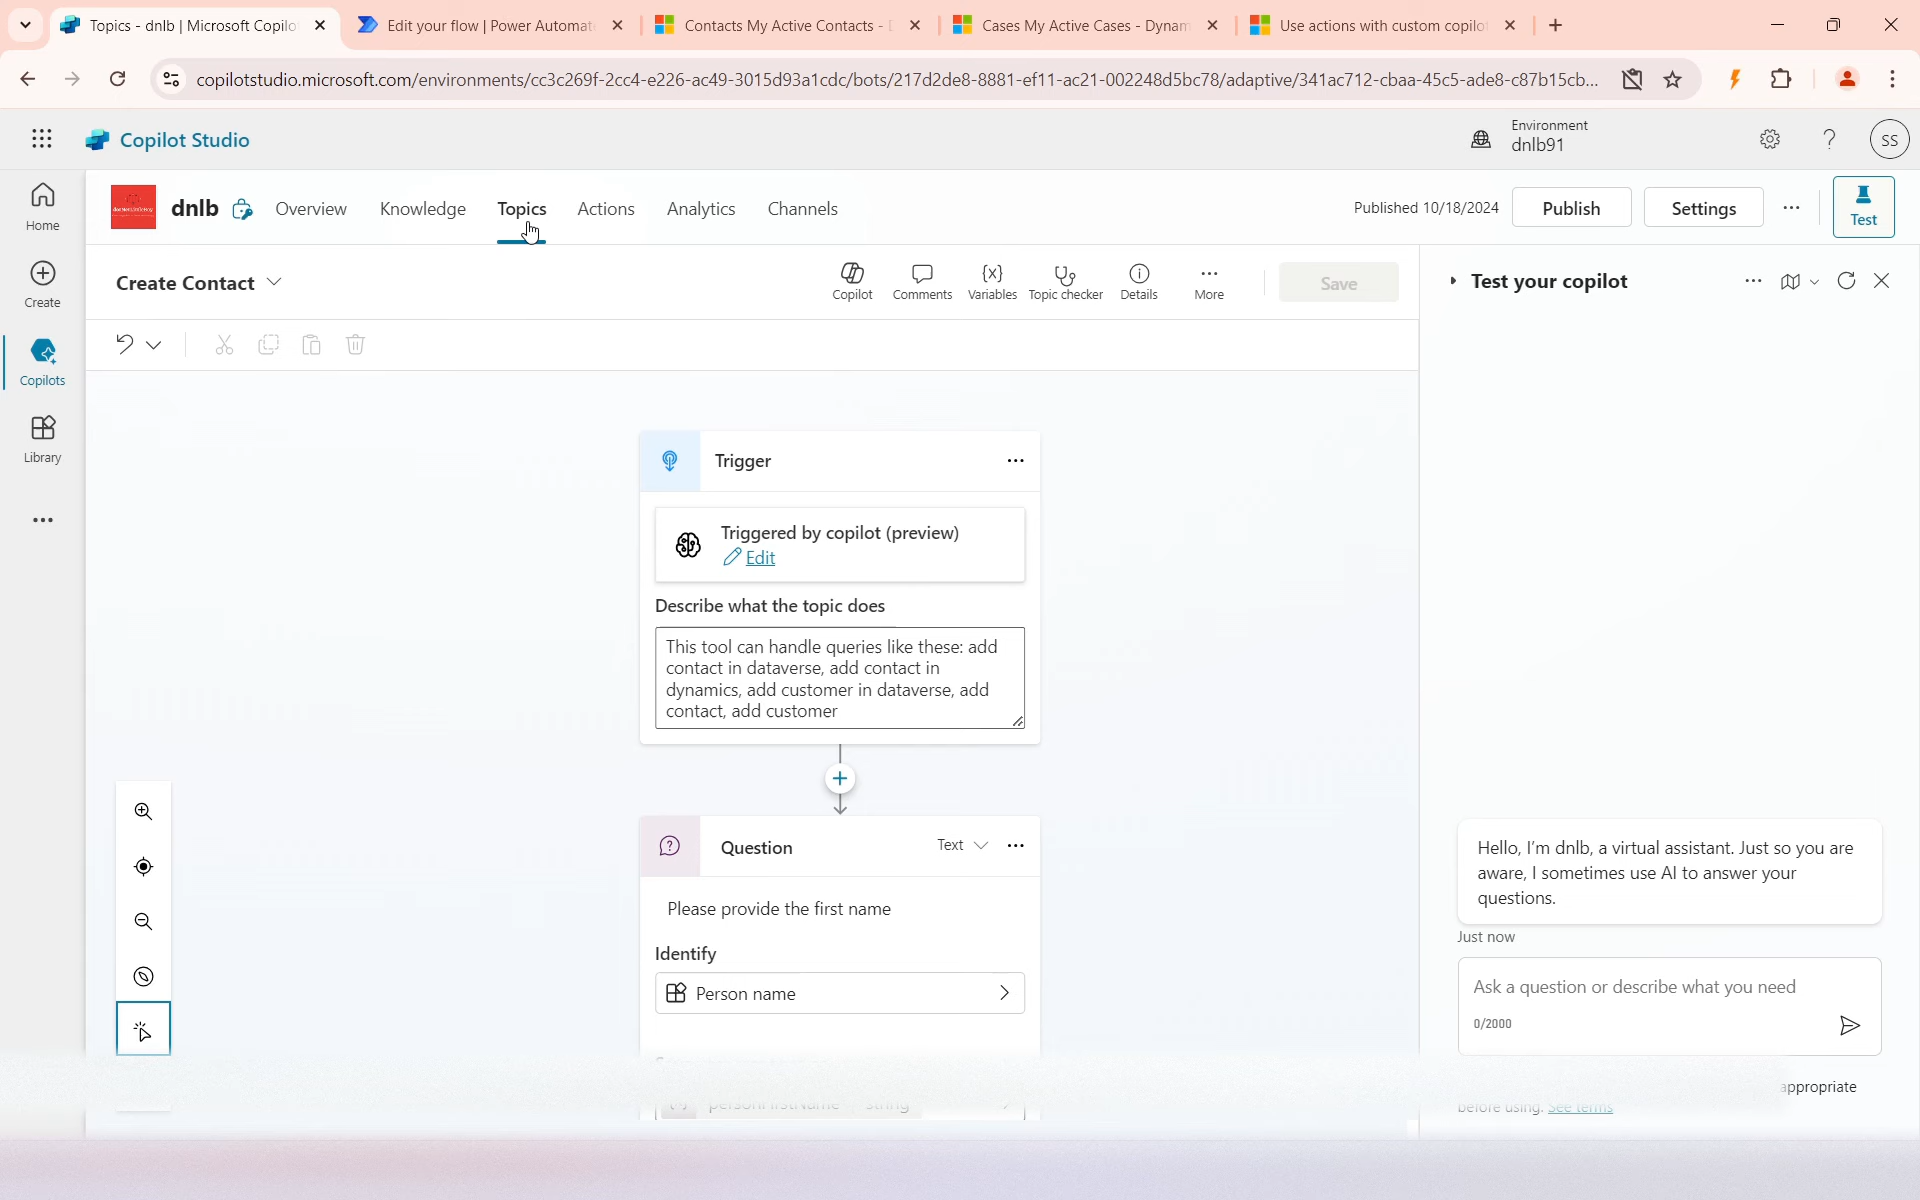 Topics - dnlb | Microsoft Copilo
Edit your flow | Power Automat
Contacts My Active Contacts -
Cases My Active Cases - Dynam
Use actions with custom copilo
copilotstudio.microsoft.com/environments/cc3c269f-2cc4-e226-ac49-3015d93a1cdc/bots/217d2de8-8881-ef11-ac21-002248d5bc78/adaptive/341ac712-cbaa-45c5-ade8-c87b15cb...
Copilot Studio
Environment
dnlb91
?
SS
Home
Create
Copilots
Library
dnlb
Overview
Knowledge
Topics
Actions
Analytics
Channels
Published 10/18/2024
Publish
Settings
Test
Create Contact
Copilot
Comments
Variables
Topic checker
Details
More
Save
Trigger
Triggered by copilot (preview)
Edit
Describe what the topic does
This tool can handle queries like these: add
contact in dataverse, add contact in
dynamics, add customer in dataverse, add
contact, add customer
Question
Text
Please provide the first name
Identify
Person name
Test your copilot
Hello, I'm dnlb, a virtual assistant. Just so you are
aware, I sometimes use AI to answer your
questions.
Just now
Ask a question or describe what you need
0/2000
appropriate
before using. See terms